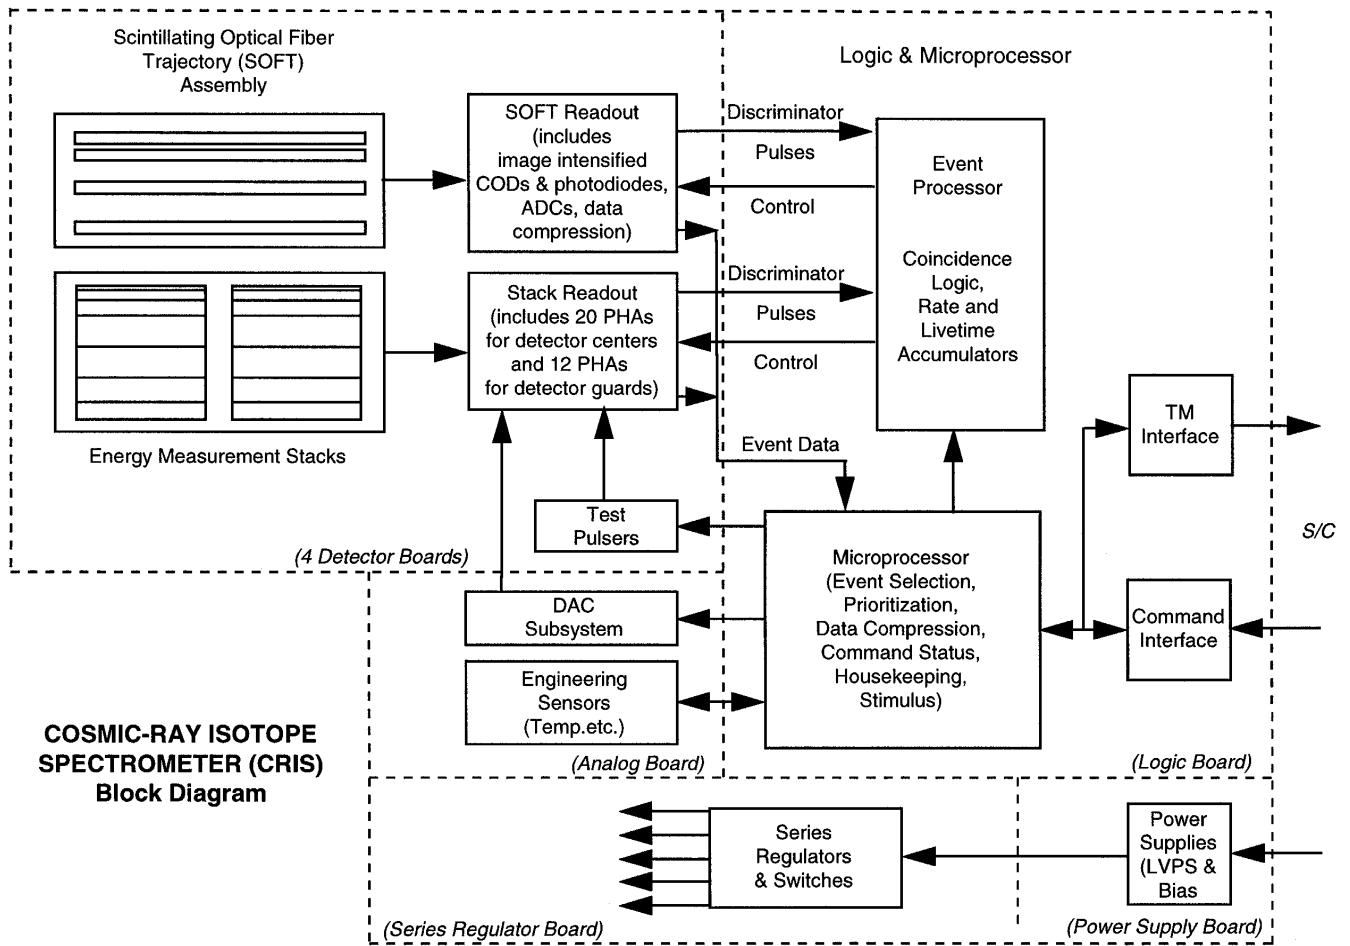 Scintillating Optical Fiber
Trajectory (SOFT)
Assembly
Logic & Microprocessor
SOFT Readout
(includes
image intensified
CODs & photodiodes,
ADCs, data
compression)
Discriminator
Pulses
Control
Event
Processor
Coincidence
Logic,
Rate and
Livetime
Accumulators
Stack Readout
(includes 20 PHAs
for detector centers
and 12 PHAs
for detector guards)
Discriminator
Pulses
Control
Energy Measurement Stacks
Event Data
TM
Interface
Test
Pulsers
(4 Detector Boards)
S/C
Microprocessor
(Event Selection,
Prioritization,
Data Compression,
Command Status,
Housekeeping,
Stimulus)
DAC
Subsystem
Command
Interface
Engineering
Sensors
(Temp.etc.)
(Analog Board)
(Logic Board)
COSMIC-RAY ISOTOPE
SPECTROMETER (CRIS)
Block Diagram
Series
Regulators
& Switches
Power
Supplies
(LVPS &
Bias
(Series Regulator Board)
(Power Supply Board)